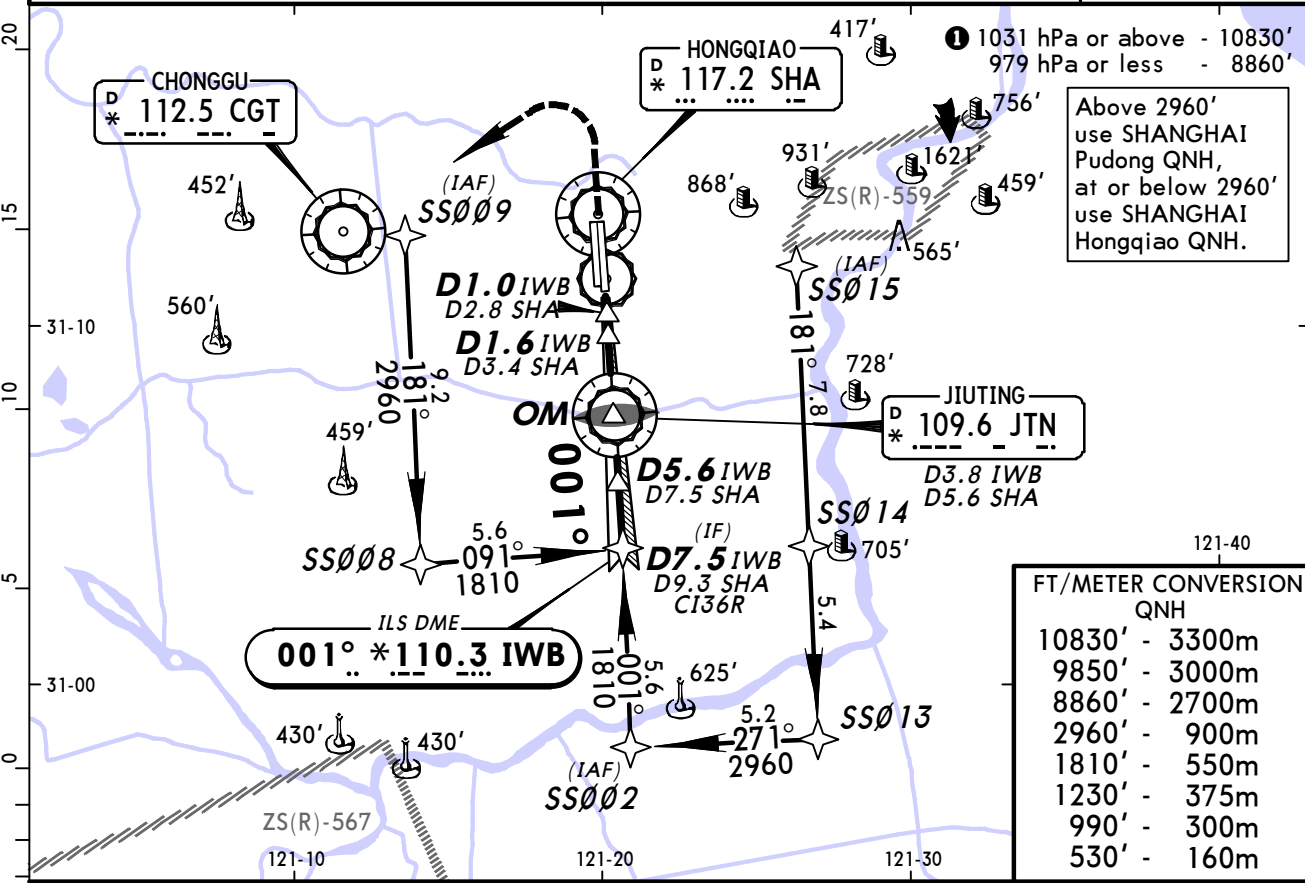 20
15
10
5
0
CHONGGU
D
* 112.5 CGT
HONGQIAO
D
* 117.2 SHA
417'
❶ 1031 hPa or above - 10830'
979 hPa or less - 8860'
Above 2960'
use SHANGHAI
Pudong QNH,
at or below 2960'
use SHANGHAI
Hongqiao QNH.
756'
931'
1621'
868'
459'
ZS(R)-559
565'
452'
(IAF)
SSØØ9
(IAF)
SSØ15
D1.0 IWB
D2.8 SHA
D1.6 IWB
D3.4 SHA
560'
31-10
9.2
181°
2960
181°
7.8
728'
OM
JIUTING
D
* 109.6 JTN
D3.8 IWB
D5.6 SHA
459'
001°
D5.6 IWB
D7.5 SHA
SSØ14
705'
SSØØ8
5.6
091°
1810
(IF)
D7.5 IWB
D9.3 SHA
CI36R
121-40
ILS DME
001° *110.3 IWB
5.6
001°
1810
5.4
625'
31-00
5.2
271°
2960
SSØ13
430'
430'
(IAF)
SSØØ2
ZS(R)-567
121-10
121-20
121-30
FT/METER CONVERSION
QNH
10830' - 3300m
9850' - 3000m
8860' - 2700m
2960' - 900m
1810' - 550m
1230' - 375m
990' - 300m
530' - 160m